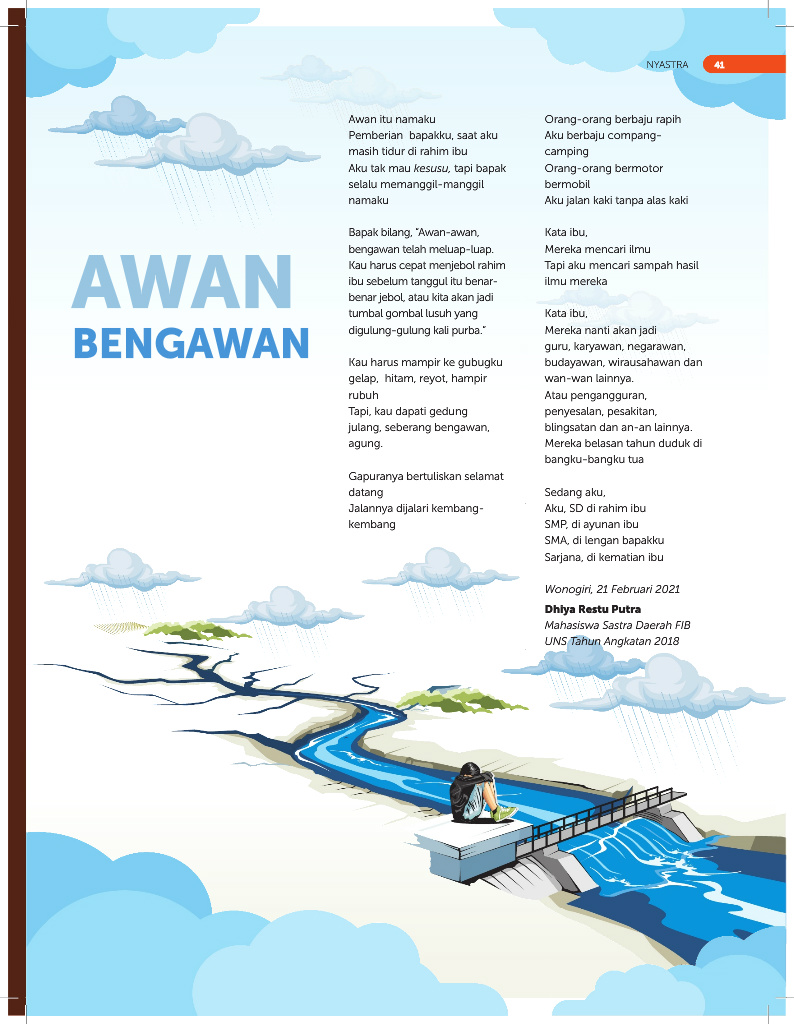 NYASTRA 41
AWAN
BENGAWAN
Awan itu namaku
Pemberian bapakku, saat aku
masih tidur di rahim ibu
Aku tak mau kesusu, tapi bapak
selalu memanggil-manggil
namaku
Bapak bilang, “Awan-awan,
bengawan telah meluap-luap.
Kau harus cepat menjebol rahim
ibu sebelum tanggul itu benar-
benar jebol, atau kita akan jadi
tumbal gombal lusuh yang
digulung-gulung kali purba.”
Kau harus mampir ke gubugku
gelap, hitam, reyot, hampir
rubuh
Tapi, kau dapati gedung
julang, seberang bengawan,
agung.
Gapuranya bertuliskan selamat
datang
Jalannya dijalari kembang-
kembang
Orang-orang berbaju rapih
Aku berbaju compang-
camping
Orang-orang bermotor
bermobil
Aku jalan kaki tanpa alas kaki
Kata ibu,
Mereka mencari ilmu
Tapi aku mencari sampah hasil
ilmu mereka
Kata ibu,
Mereka nanti akan jadi
guru, karyawan, negarawan,
budayawan, wirausahawan dan
wan-wan lainnya.
Atau pengangguran,
penyesalan, pesakitan,
blingsatan dan an-an lainnya.
Mereka belasan tahun duduk di
bangku-bangku tua
Sedang aku,
Aku, SD di rahim ibu
SMP, di ayunan ibu
SMA, di lengan bapakku
Sarjana, di kematian ibu
Wonogiri, 21 Februari 2021
Dhiya Restu Putra
Mahasiswa Sastra Daerah FIB
UNS Tahun Angkatan 2018